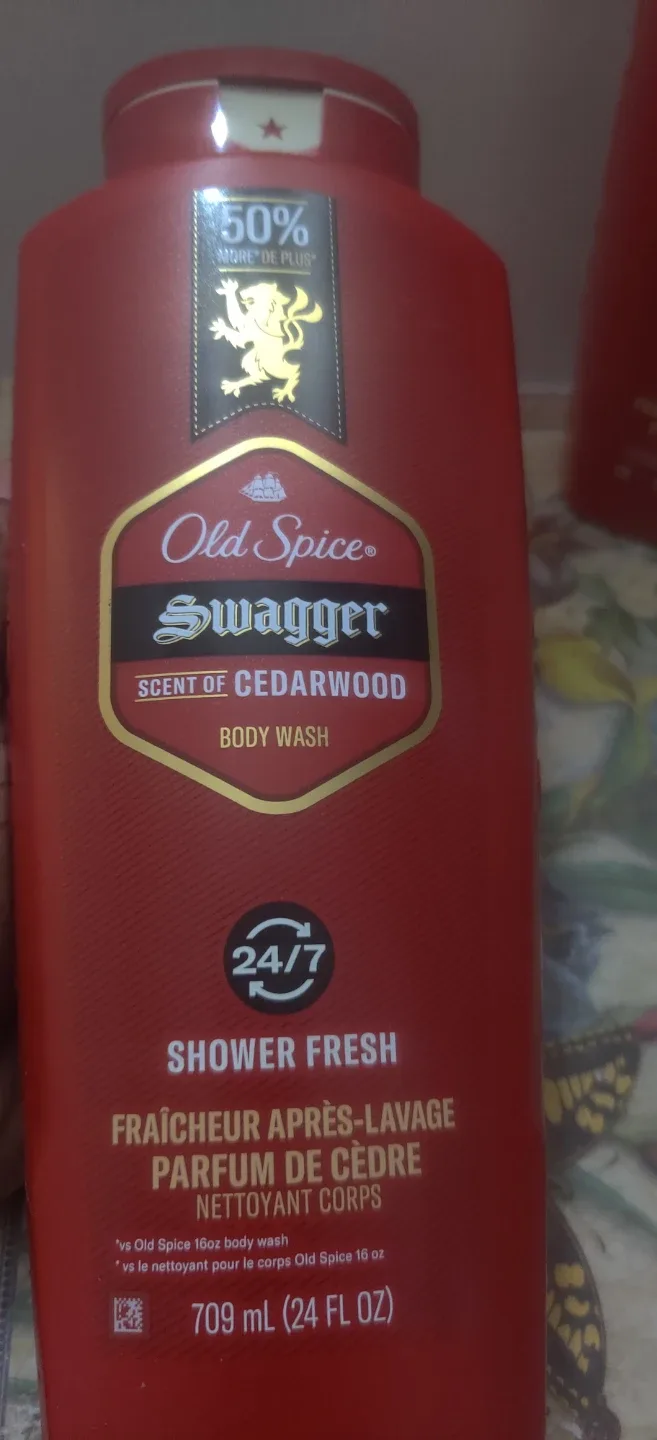 50%
MORE* DE PLUS*
Old Spice®
Swagger
SCENT OF CEDARWOOD
BODY WASH
24/7
SHOWER FRESH
FRAÎCHEUR APRÈS-LAVAGE
PARFUM DE CÈDRE
NETTOYANT CORPS
*vs Old Spice 16oz body wash
* vs le nettoyant pour le corps Old Spice 16 oz
709 mL (24 FL OZ)